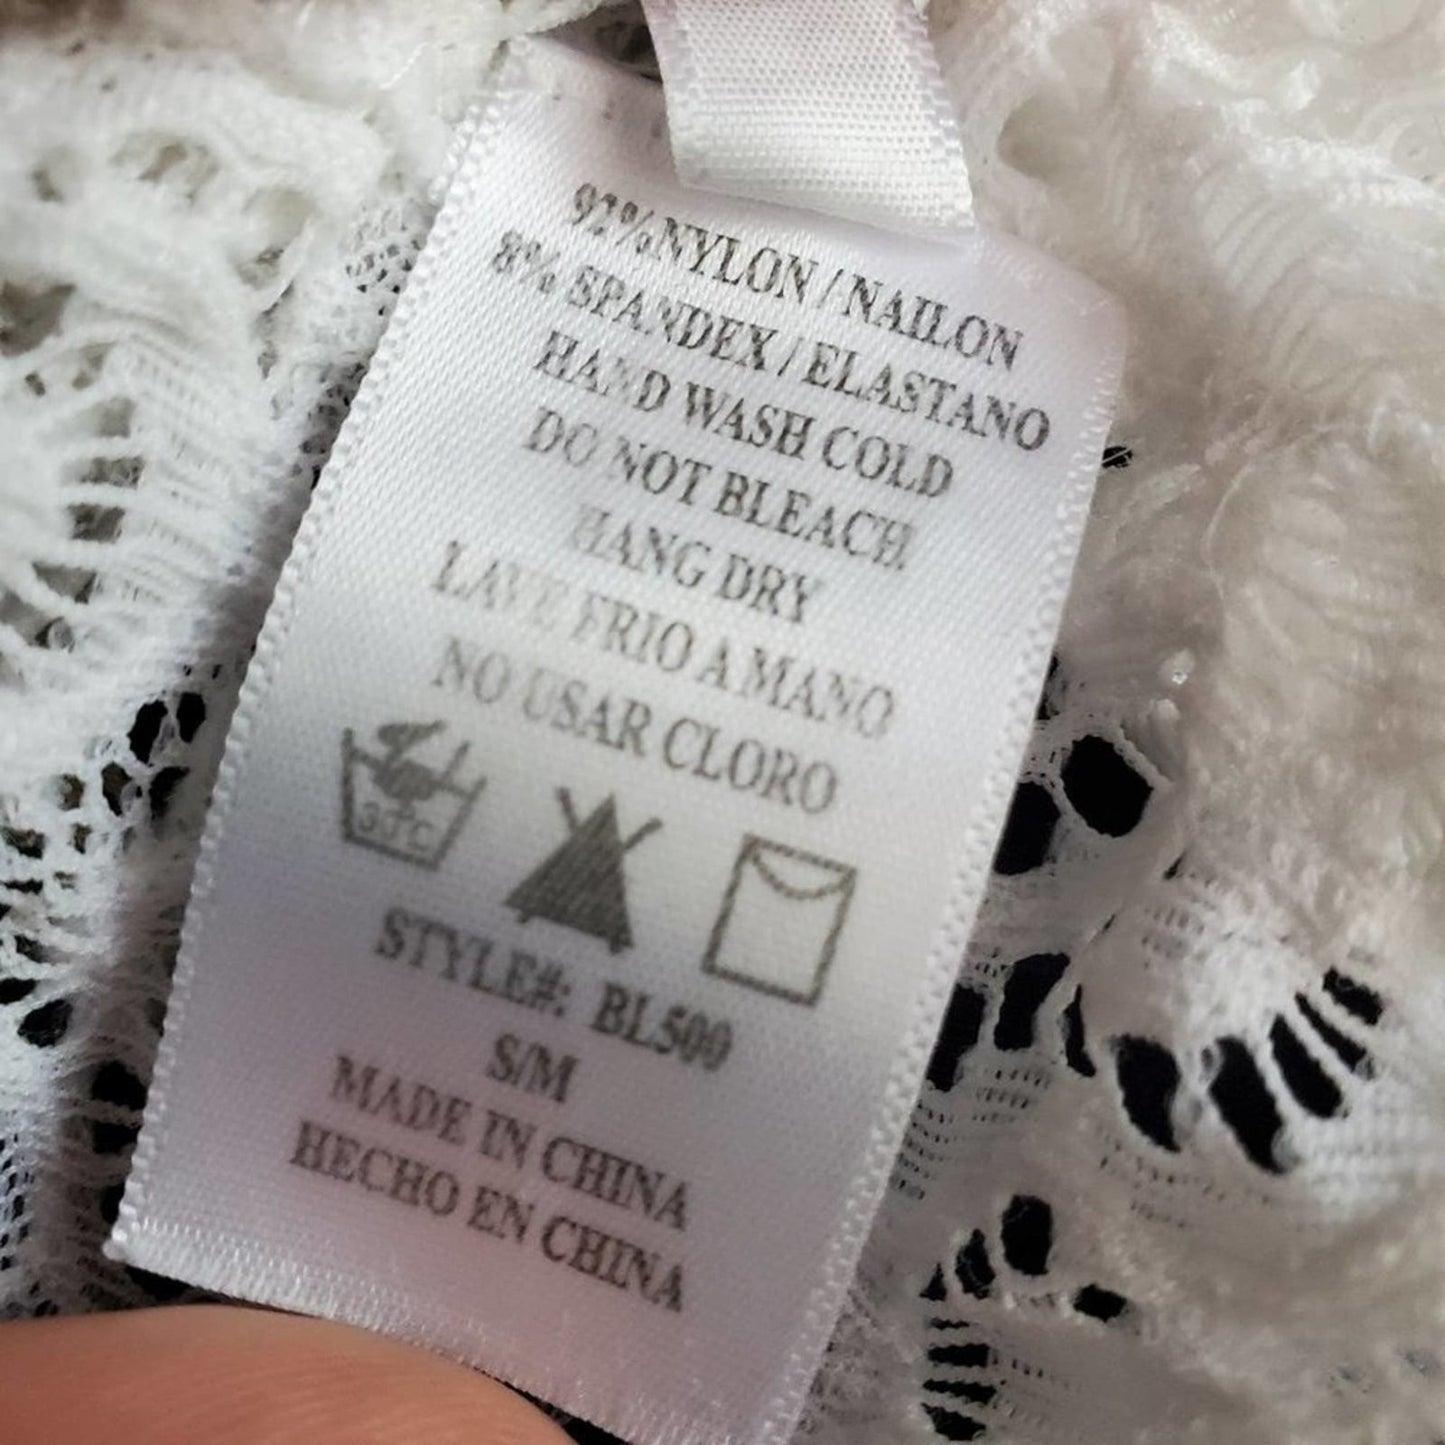 92% NYLON / NAILON
8% SPANDEX / ELASTANO
HAND WASH COLD
DO NOT BLEACH
HANG DRY
LAVE FRIO A MANO
NO USAR CLORO
30°C
STYLE#: BL500
S/M
MADE IN CHINA
HECHO EN CHINA